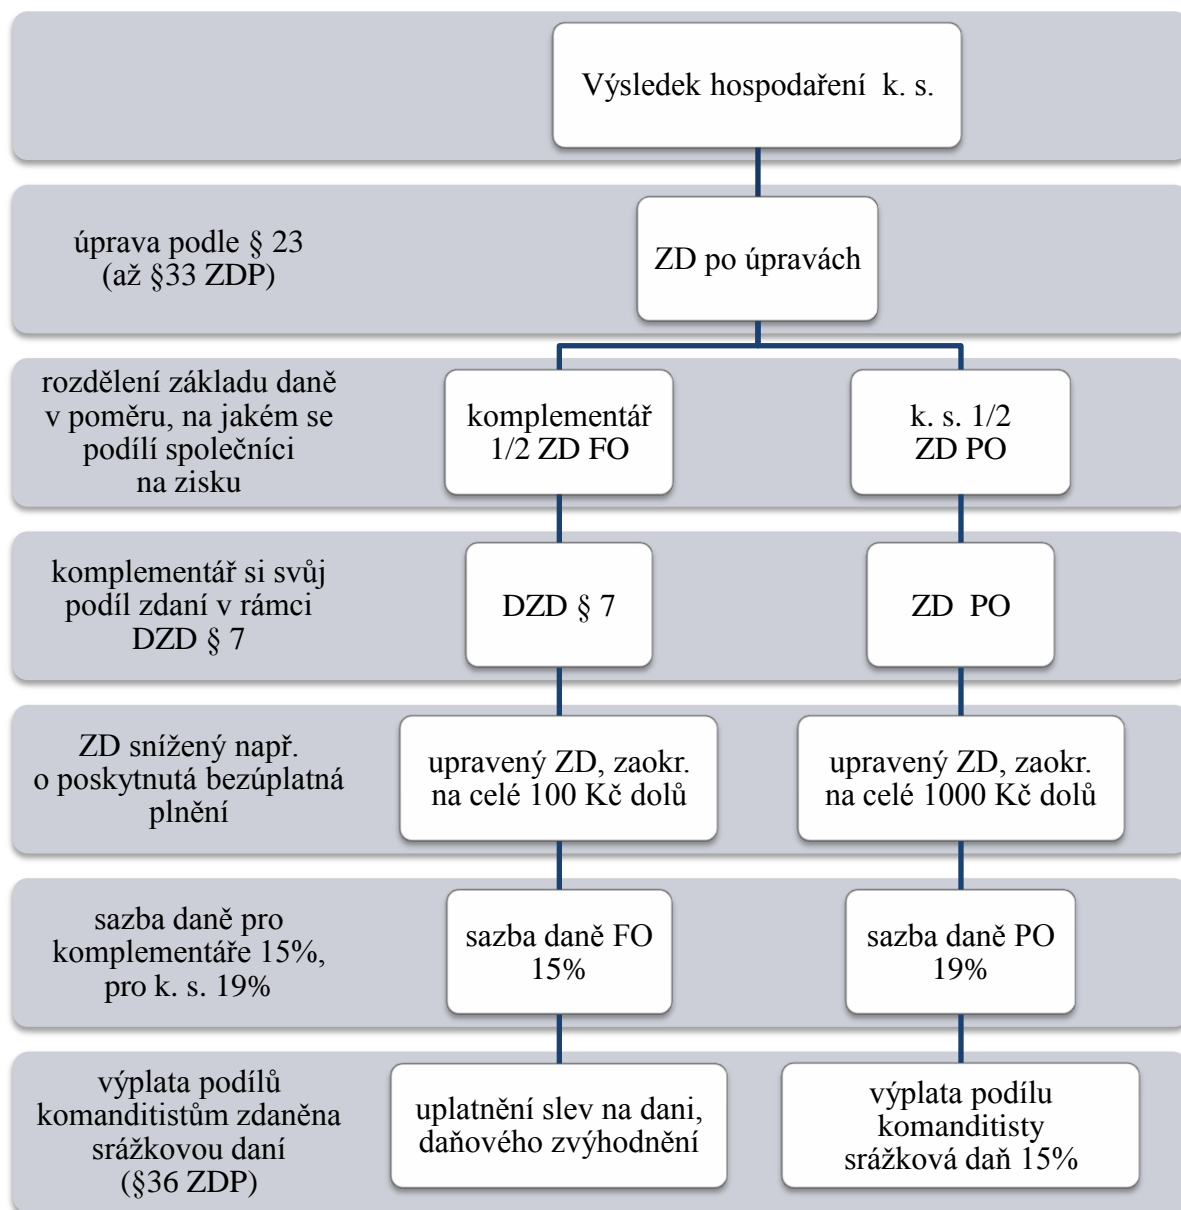 Výsledek hospodaření k. s.
úprava podle § 23
(až §33 ZDP)
ZD po úpravách
rozdělení základu daně
v poměru, na jakém se
podílí společníci
na zisku
komplementář
1/2 ZD FO
k. s. 1/2
ZD PO
komplementář si svůj
podíl zdaní v rámci
DZD § 7
DZD § 7
ZD PO
ZD snížený např.
o poskytnutá bezúplatná
plnění
upravený ZD, zaokr.
na celé 100 Kč dolů
upravený ZD, zaokr.
na celé 1000 Kč dolů
sazba daně pro
komplementáře 15%,
pro k. s. 19%
sazba daně FO
15%
sazba daně PO
19%
výplata podílů
komanditistům zdaněna
srážkovou daní
(§36 ZDP)
uplatnění slev na dani,
daňového zvýhodnění
výplata podílu
komanditisty
srážková daň 15%